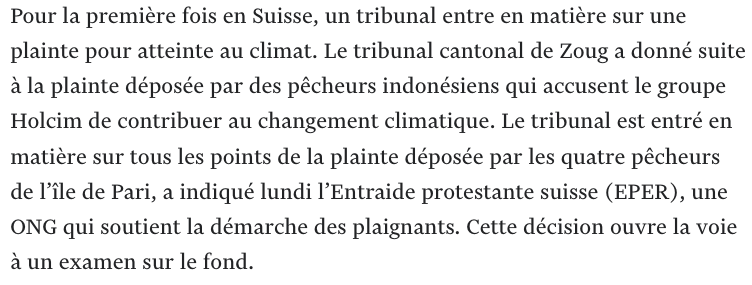 Pour la première fois en Suisse, un tribunal entre en matière sur une
plainte pour atteinte au climat. Le tribunal cantonal de Zoug a donné suite
à la plainte déposée par des pêcheurs indonésiens qui accusent le groupe
Holcim de contribuer au changement climatique. Le tribunal est entré en
matière sur tous les points de la plainte déposée par les quatre pêcheurs
de l’île de Pari, a indiqué lundi l’Entraide protestante suisse (EPER), une
ONG qui soutient la démarche des plaignants. Cette décision ouvre la voie
à un examen sur le fond.